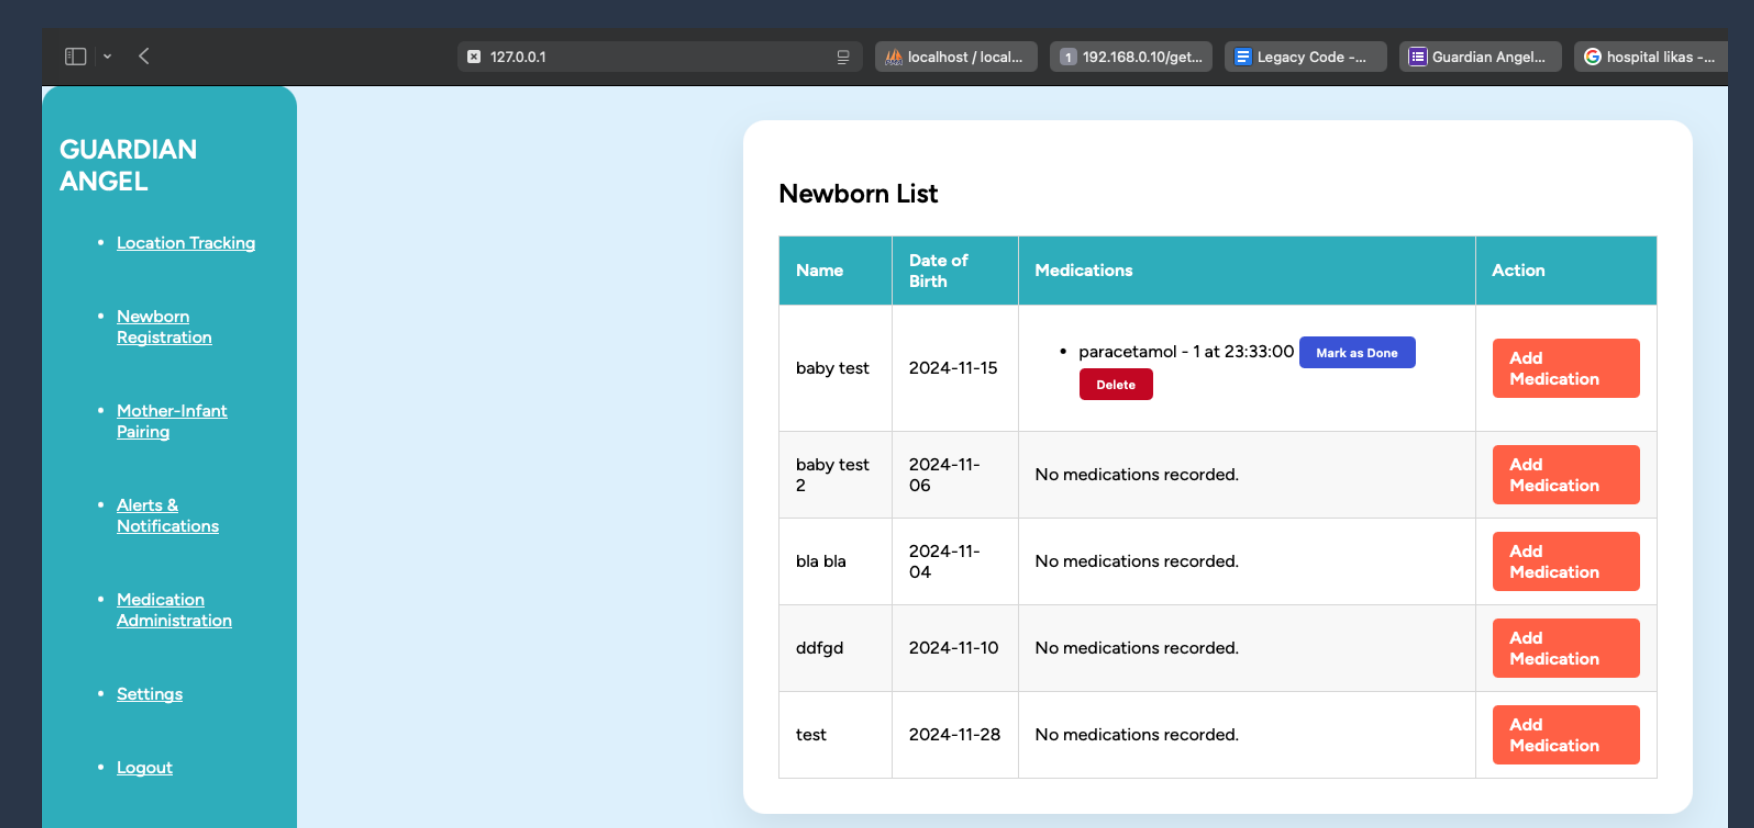 127.0.0.1
localhost / local...
1 192.168.0.10/get...
Legacy Code -...
Guardian Angel...
hospital likas -...
GUARDIAN
ANGEL
Location Tracking
Newborn
Registration
Mother-Infant
Pairing
Alerts &
Notifications
Medication
Administration
Settings
Logout
Newborn List
Name
Date of
Birth
Medications
Action
baby test
2024-11-15
paracetamol - 1 at 23:33:00 Mark as Done
Delete
Add
Medication
baby test
2
2024-11-
06
No medications recorded.
Add
Medication
bla bla
2024-11-
04
No medications recorded.
Add
Medication
ddfgd
2024-11-10
No medications recorded.
Add
Medication
test
2024-11-28
No medications recorded.
Add
Medication